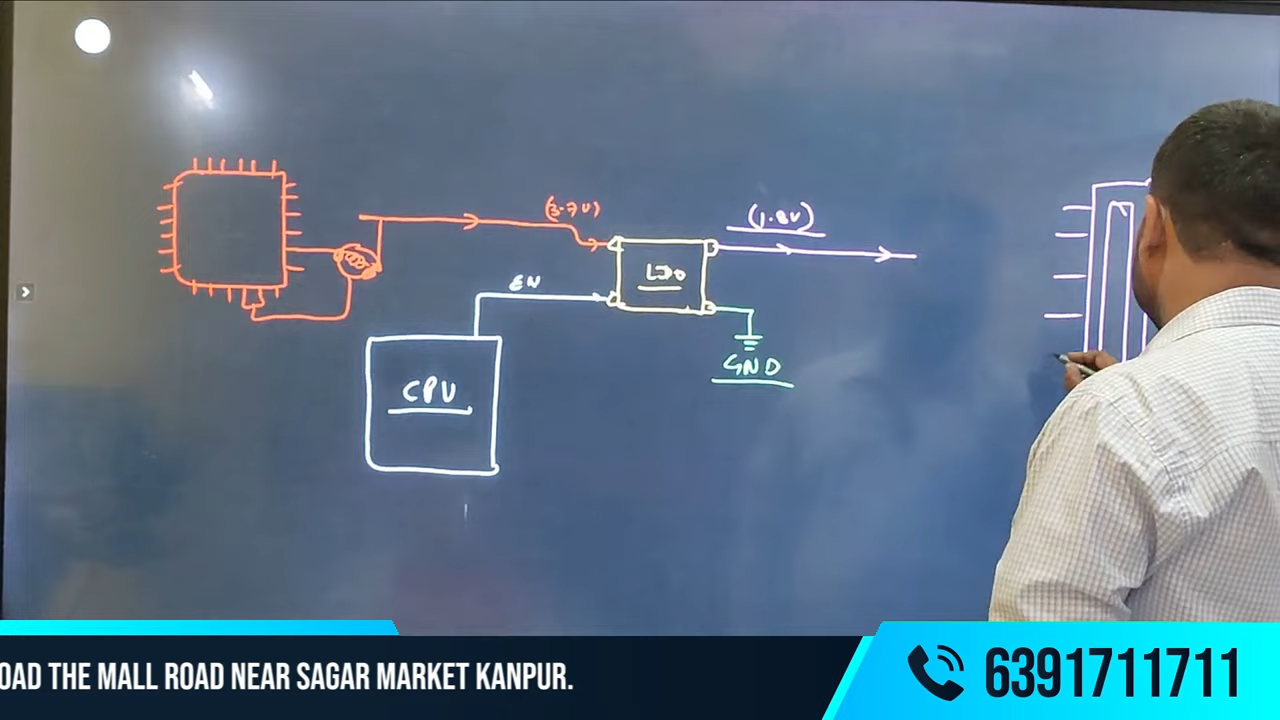 (3-7V)
(1.8V)
LDO
EN
CPU
GND
OAD THE MALL ROAD NEAR SAGAR MARKET KANPUR.
6391711711